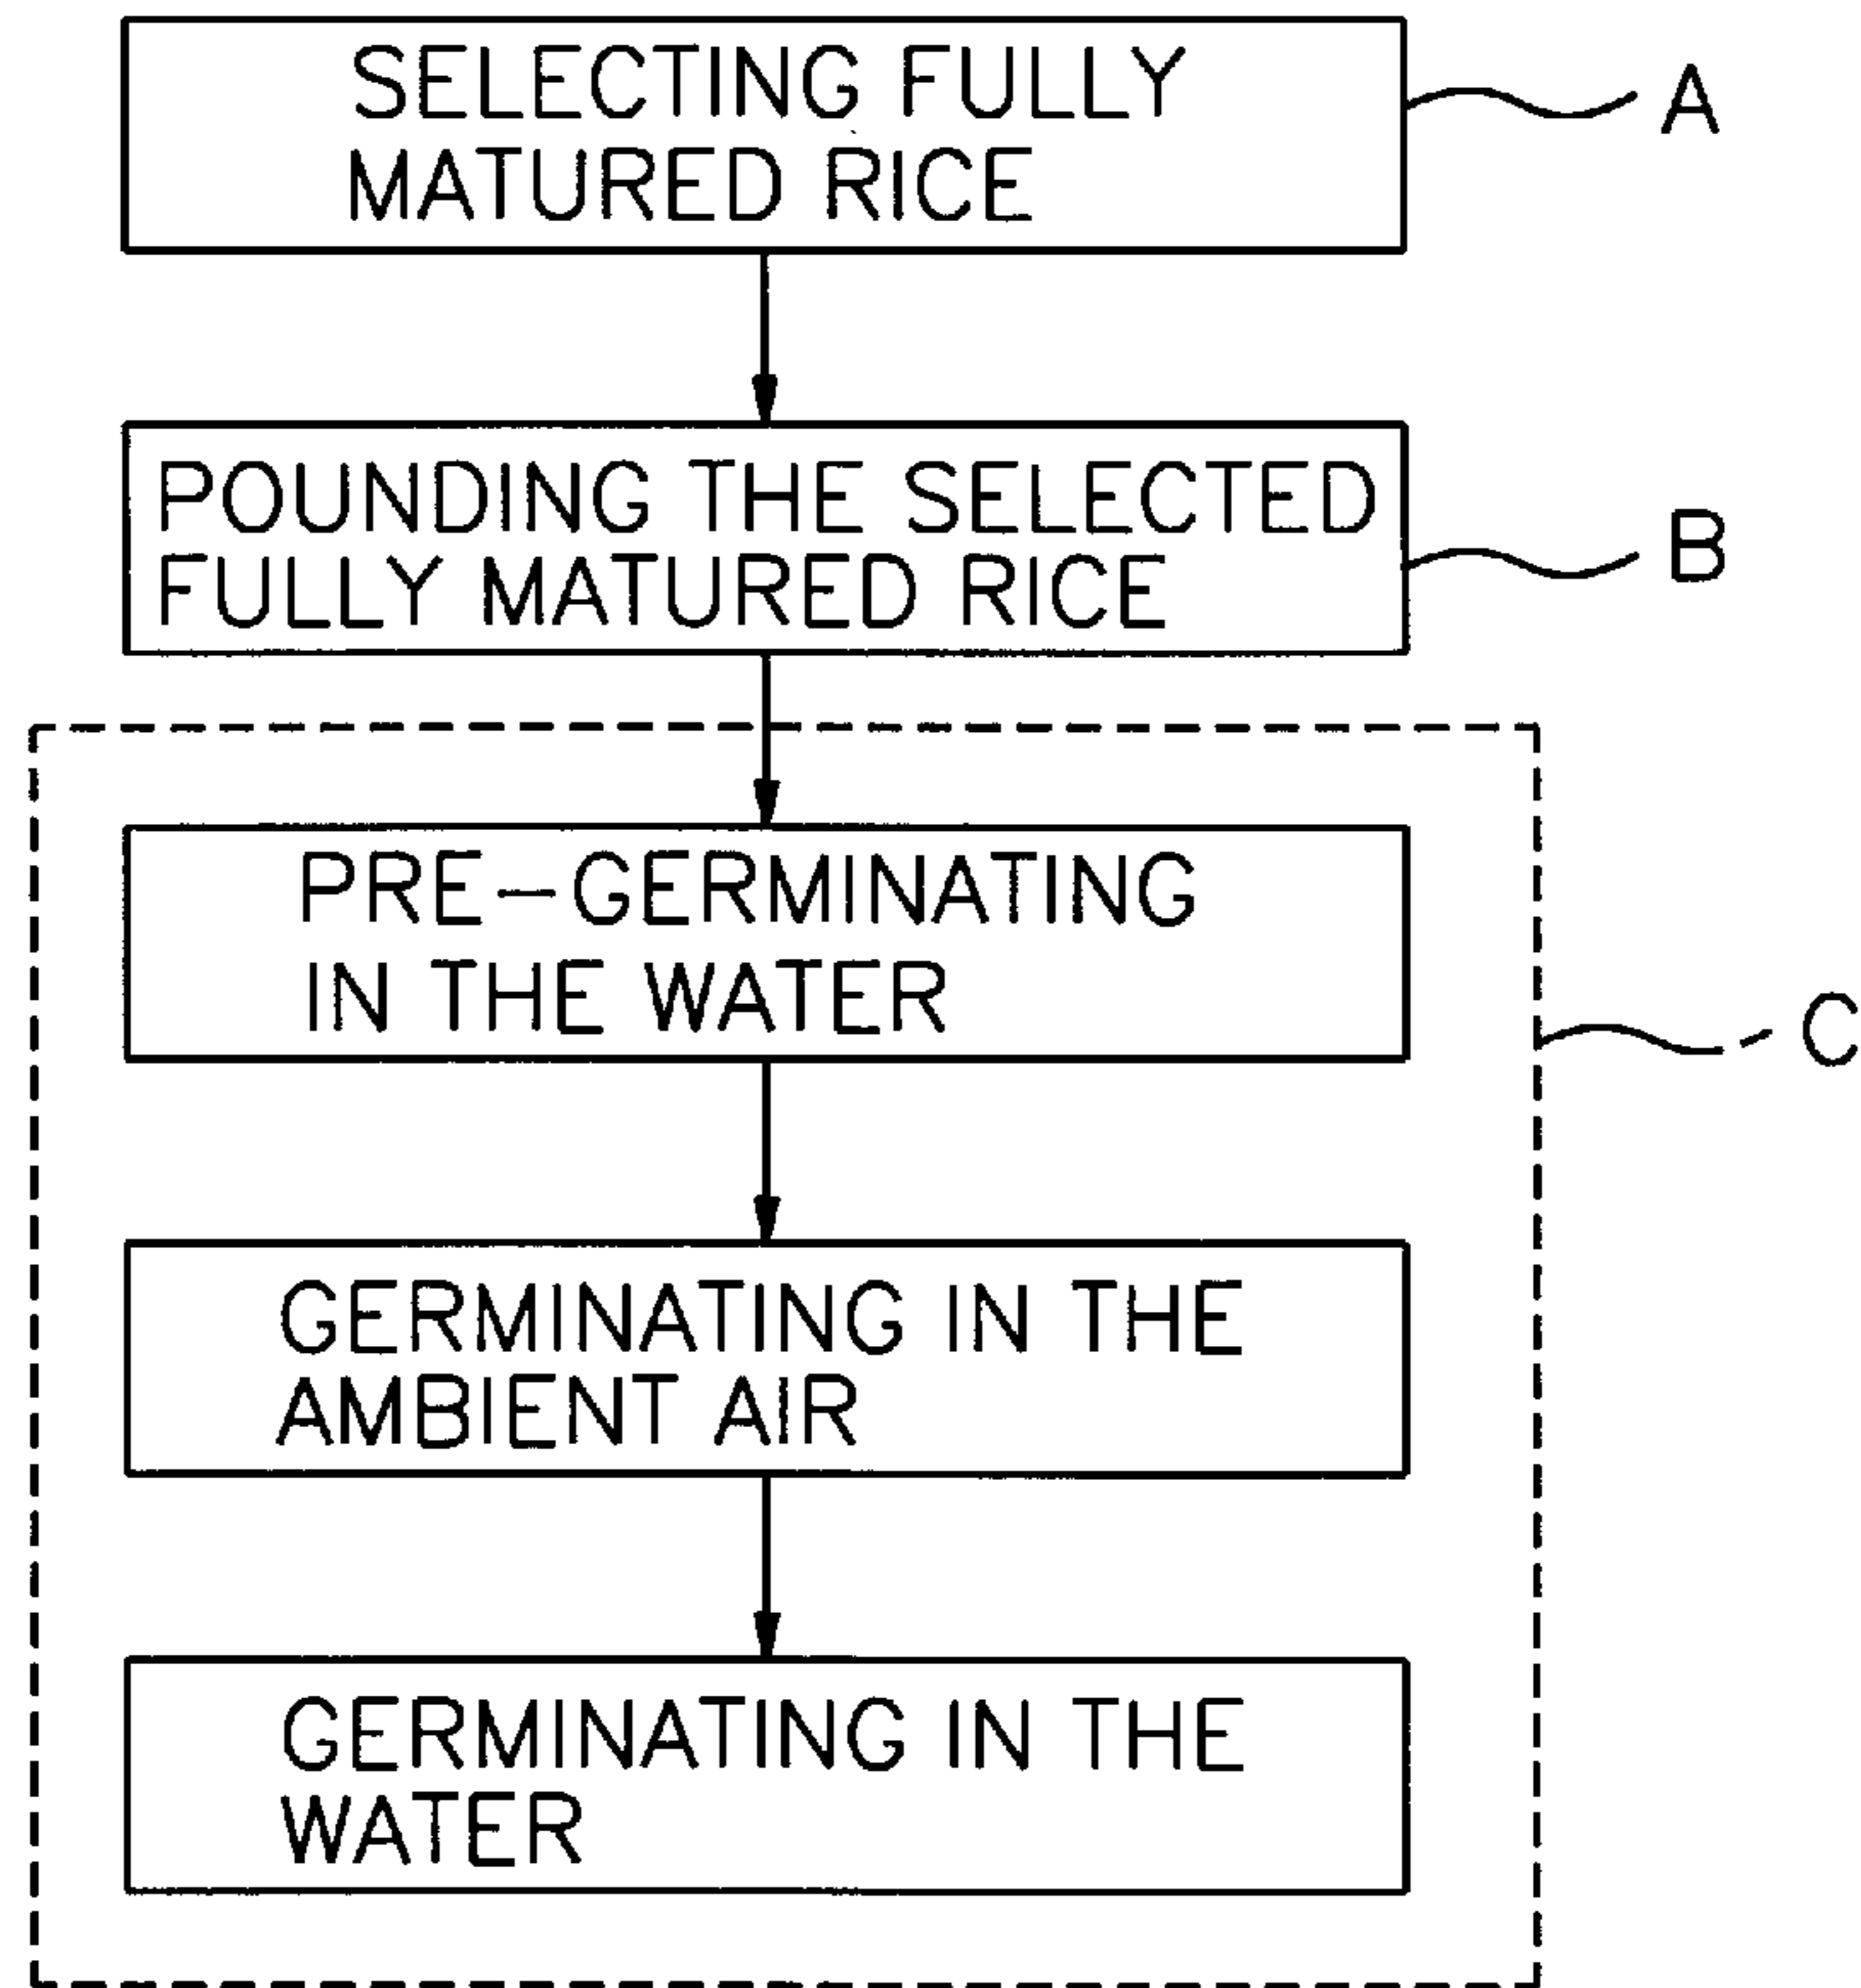 SELECTING FULLY
MATURED RICE
A
POUNDING THE SELECTED
FULLY MATURED RICE
B
PRE-GERMINATING
IN THE WATER
C
GERMINATING IN THE
AMBIENT AIR
GERMINATING IN THE
WATER